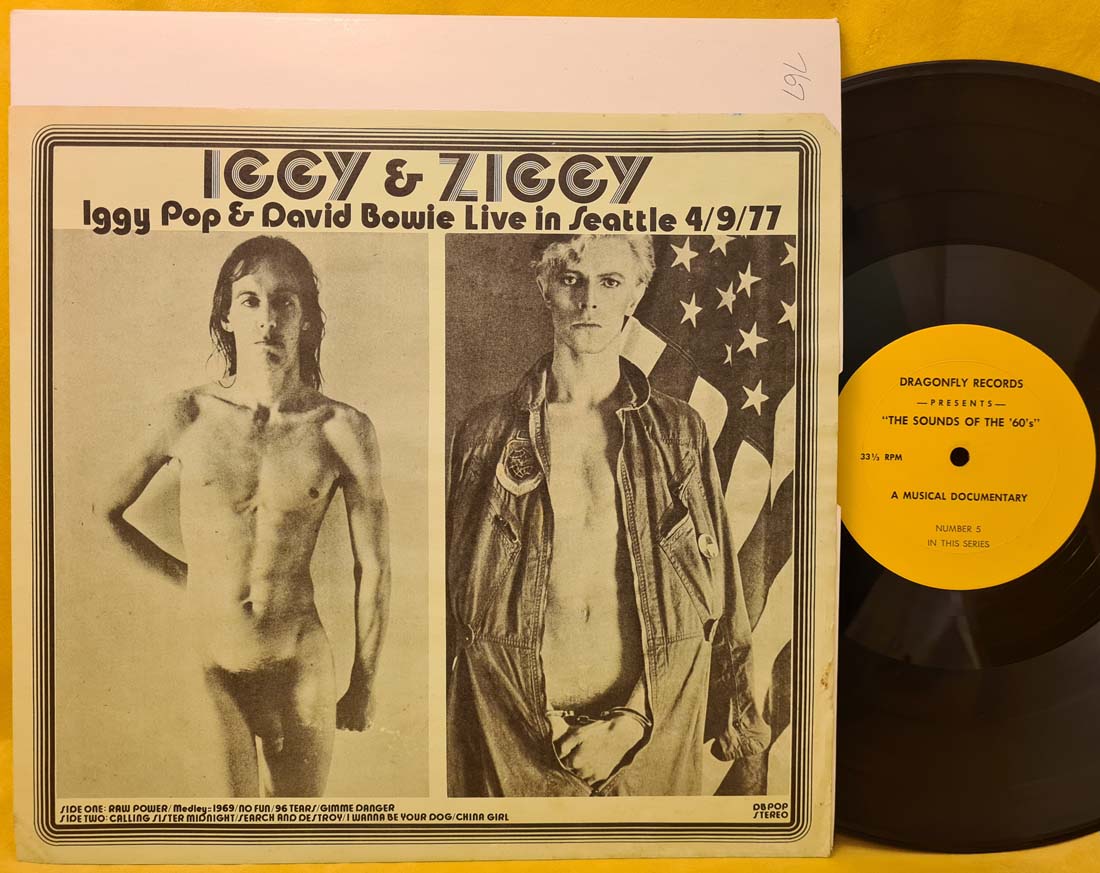 767
IGGY & ZIGGY
Iggy Pop & David Bowie Live in Seattle 4/9/77
SIDE ONE: RAW POWER/Medley=1969/NO FUN/96 TEARS/GIMME DANGER
SIDE TWO: CALLING SISTER MIDNIGHT/SEARCH AND DESTROY/I WANNA BE YOUR DOG/CHINA GIRL
DBPOP
STEREO
DRAGONFLY RECORDS
—PRESENTS—
"THE SOUNDS OF THE '60's"
33⅓ RPM
A MUSICAL DOCUMENTARY
NUMBER 5
IN THIS SERIES